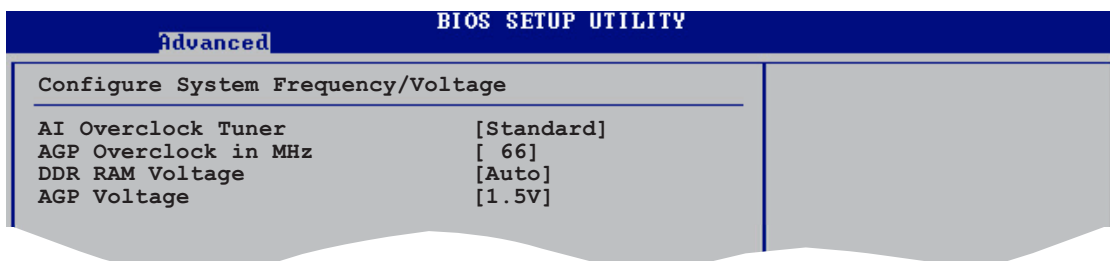 BIOS SETUP UTILITY
Advanced
Configure System Frequency/Voltage
AI Overclock Tuner [Standard]
AGP Overclock in MHz [ 66]
DDR RAM Voltage [Auto]
AGP Voltage [1.5V]